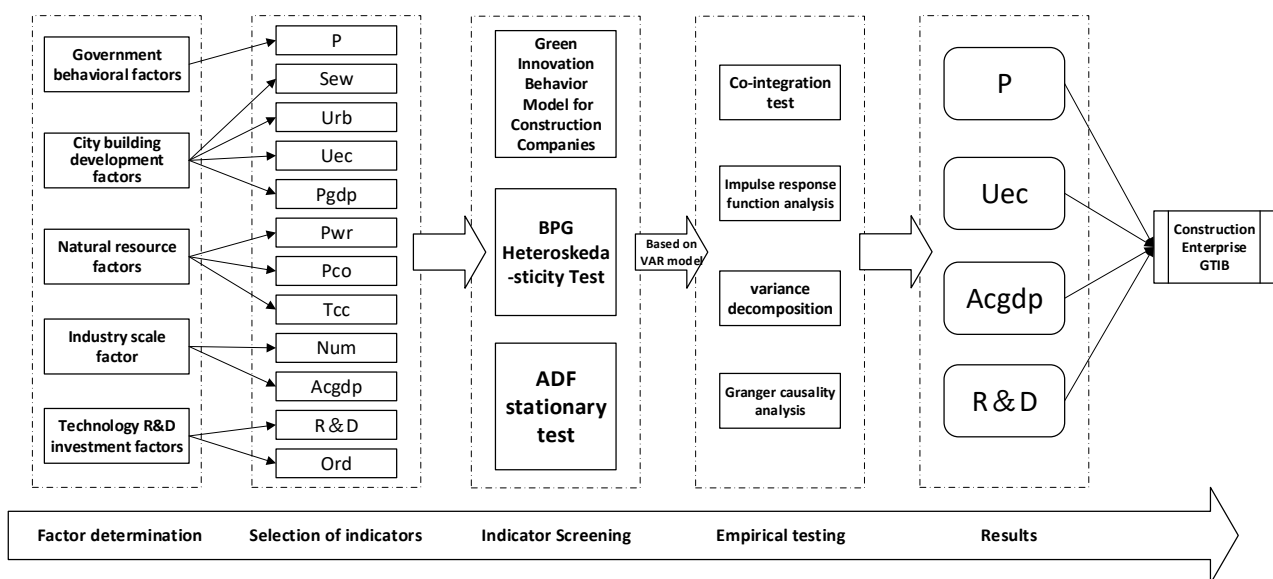 Government
behavioral factors
City building
development
factors
Natural resource
factors
Industry scale
factor
Technology R&D
investment factors
P
Sew
Urb
Uec
Pgdp
Pwr
Pco
Tcc
Num
Acgdp
R＆D
Ord
Green
Innovation
Behavior
Model for
Construction
Companies
BPG
Heteroskeda
-sticity Test
ADF
stationary
test
Based on
VAR model
Co-integration
test
Impulse response
function analysis
variance
decomposition
Granger causality
analysis
P
Uec
Acgdp
R＆D
Construction
Enterprise
GTIB
Factor determination
Selection of indicators
Indicator Screening
Empirical testing
Results